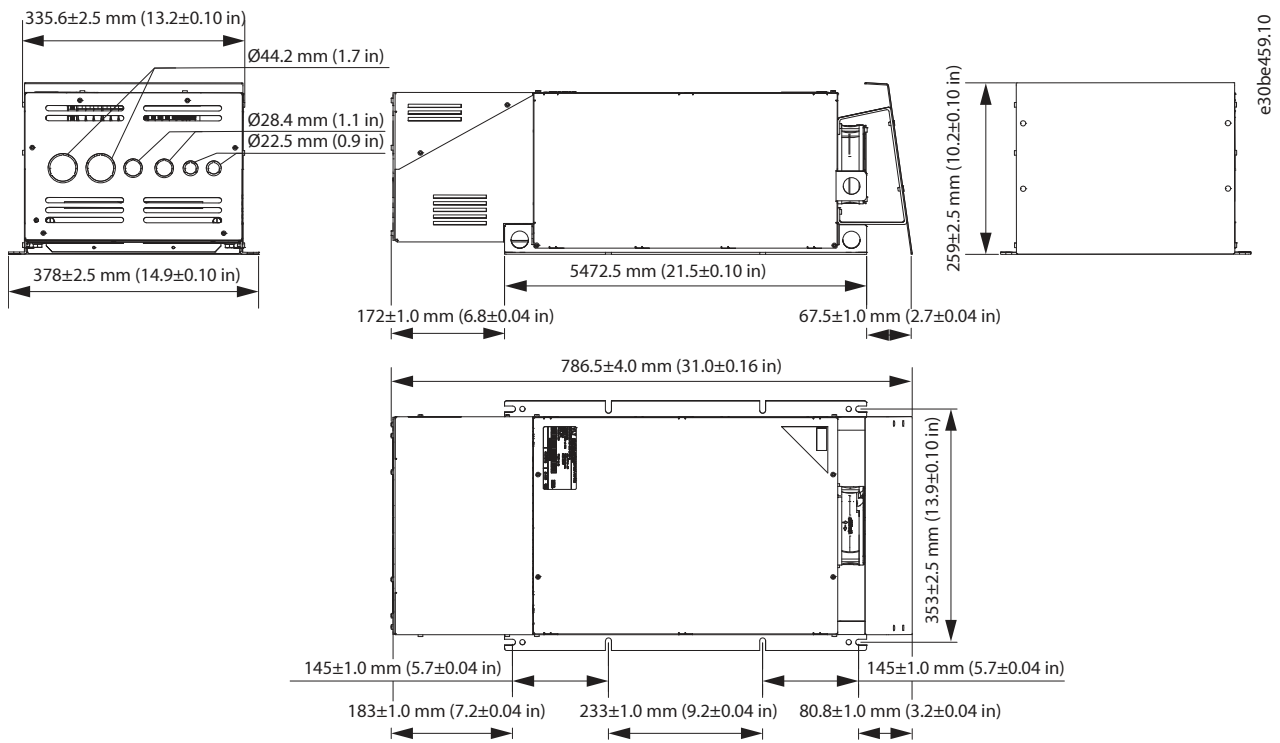 335.6±2.5 mm (13.2±0.10 in)
Ø44.2 mm (1.7 in)
Ø28.4 mm (1.1 in)
Ø22.5 mm (0.9 in)
378±2.5 mm (14.9±0.10 in)
5472.5 mm (21.5±0.10 in)
172±1.0 mm (6.8±0.04 in)
67.5±1.0 mm (2.7±0.04 in)
259±2.5 mm (10.2±0.10 in)
e30be459.10
786.5±4.0 mm (31.0±0.16 in)
353±2.5 mm (13.9±0.10 in)
145±1.0 mm (5.7±0.04 in)
145±1.0 mm (5.7±0.04 in)
183±1.0 mm (7.2±0.04 in)
233±1.0 mm (9.2±0.04 in)
80.8±1.0 mm (3.2±0.04 in)